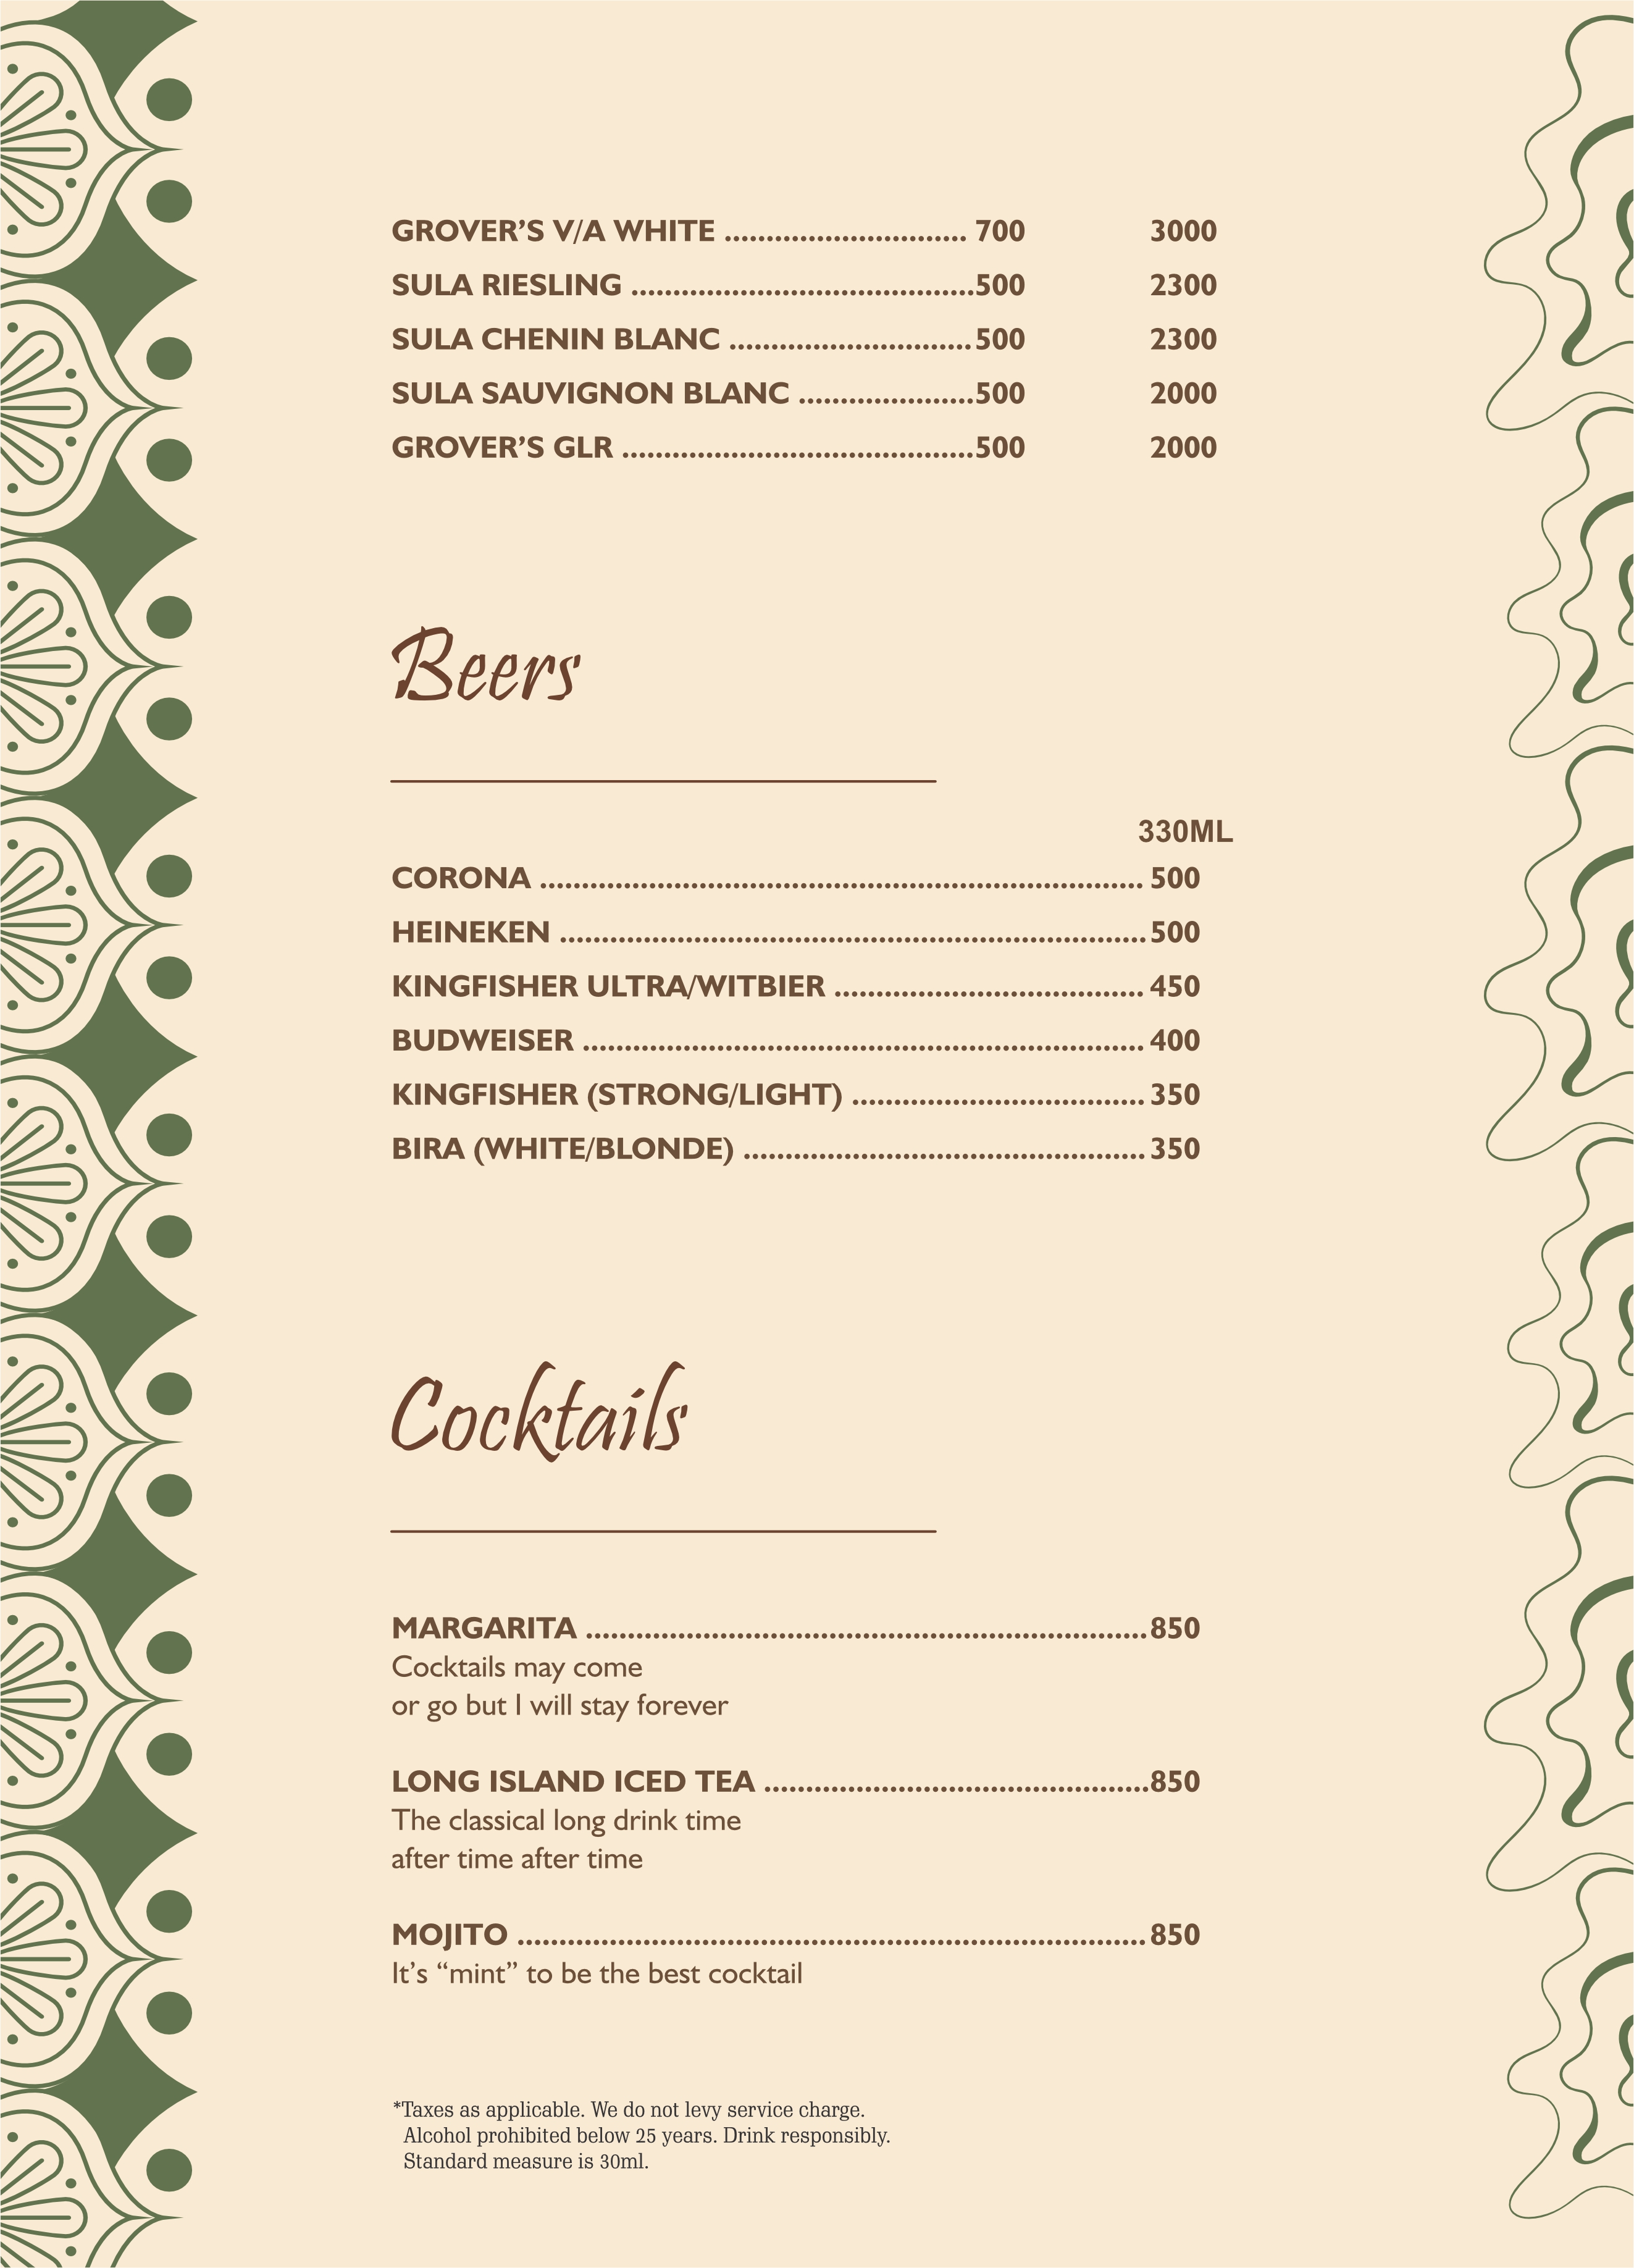 GROVER’S V/A WHITE ............................. 700 3000
SULA RIESLING .........................................500 2300
SULA CHENIN BLANC .............................500 2300
SULA SAUVIGNON BLANC .....................500 2000
GROVER’S GLR ..........................................500 2000
Beers
330ML
CORONA ........................................................................ 500
HEINEKEN ......................................................................500
KINGFISHER ULTRA/WITBIER ..................................... 450
BUDWEISER ................................................................... 400
KINGFISHER (STRONG/LIGHT) ................................... 350
BIRA (WHITE/BLONDE) ................................................ 350
Cocktails
MARGARITA ...................................................................850
Cocktails may come
or go but I will stay forever
LONG ISLAND ICED TEA ..............................................850
The classical long drink time
after time after time
MOJITO ........................................................................... 850
It’s “mint” to be the best cocktail
*Taxes as applicable. We do not levy service charge.
Alcohol prohibited below 25 years. Drink responsibly.
Standard measure is 30ml.